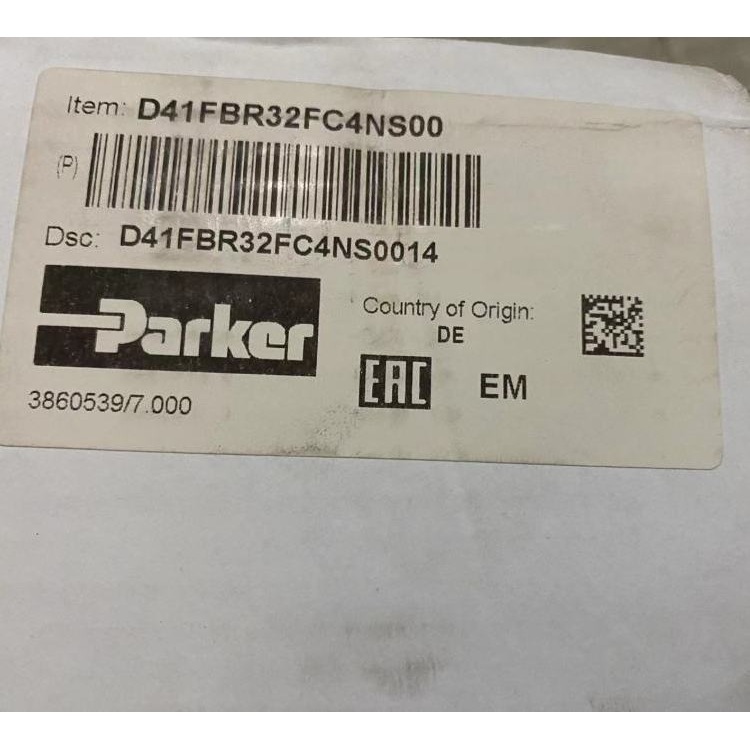 Item: D41FBR32FC4NS00
(P)
Dsc: D41FBR32FC4NS0014
Parker
Country of Origin:
DE
EAC EM
3860539/7.000